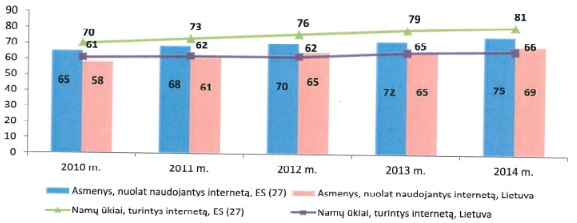 90
80
70
60
50
40
30
20
10
0
70 73 76 79 81
61 62 62 65 66
65 58 68 61 70 65 72 65 75 69
2010 m. 2011 m. 2012 m. 2013 m. 2014 m.
Asmenys, nuolat naudojantys internetą, ES (27) Asmenys, nuolat naudojantys internetą, Lietuva
Namų ūkiai, turintys internetą, ES (27) Namų ūkiai, turintys internetą, Lietuva